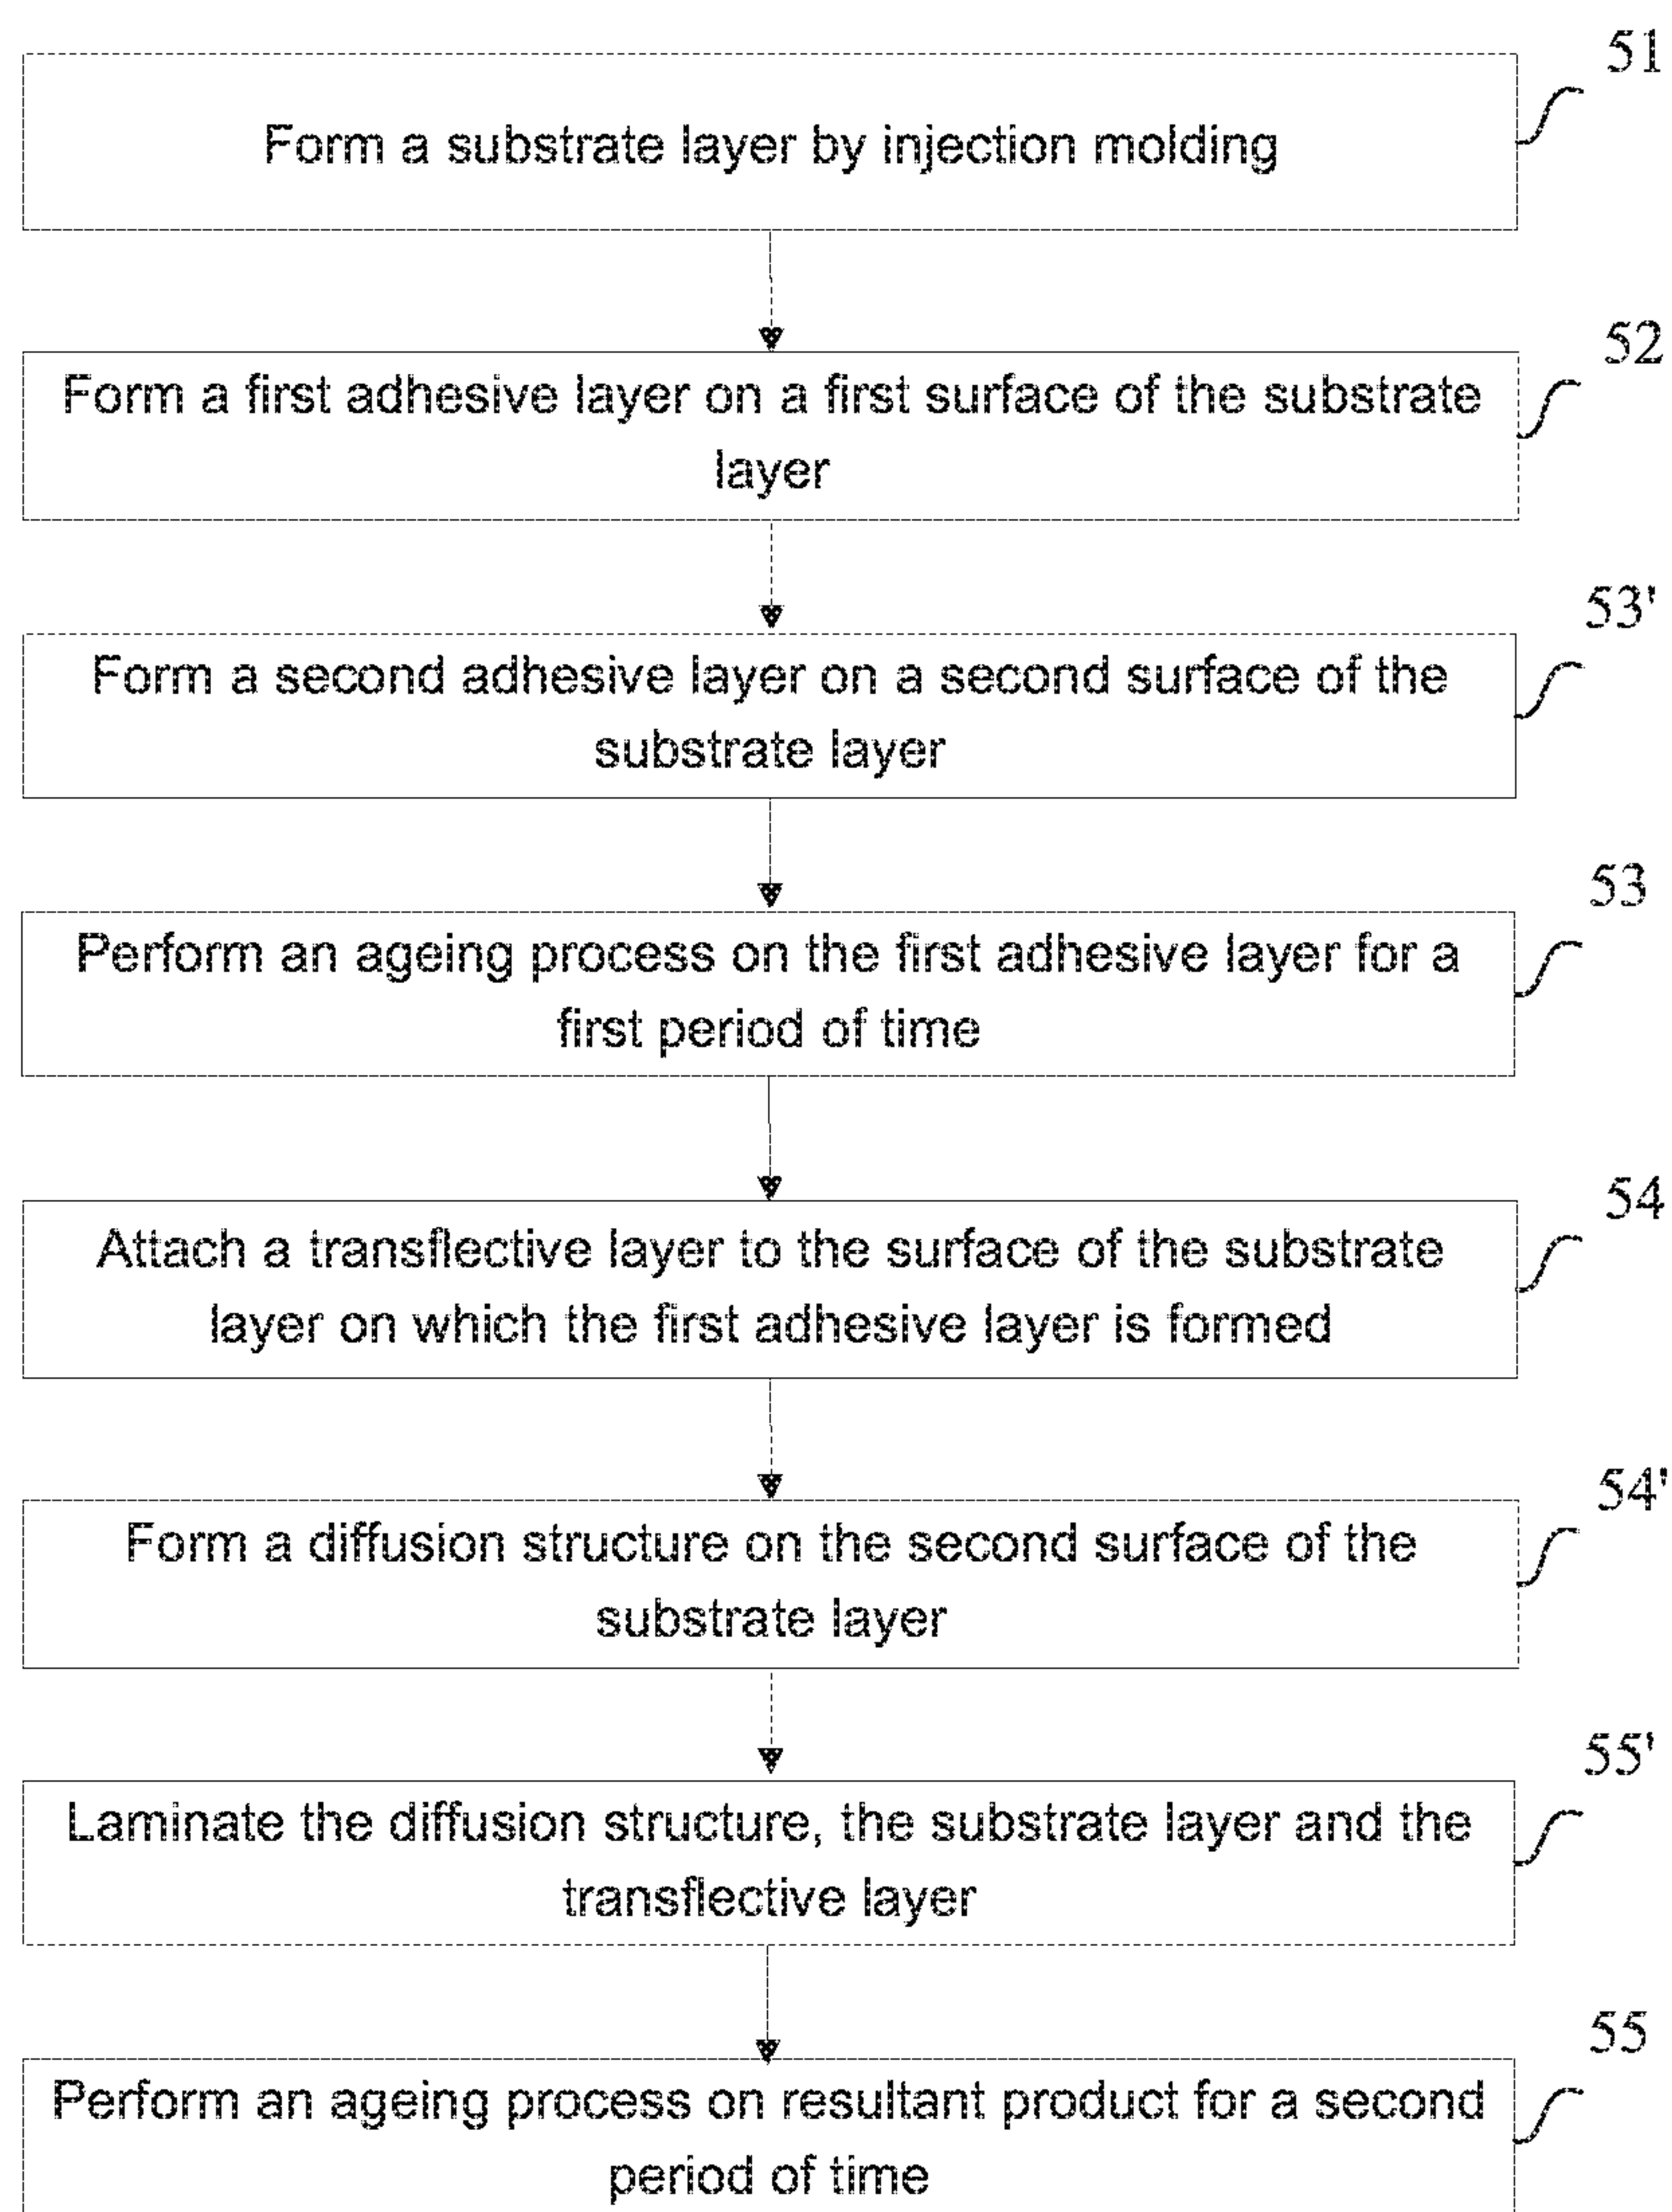 51
Form a substrate layer by injection molding
52
Form a first adhesive layer on a first surface of the substrate
layer
53'
Form a second adhesive layer on a second surface of the
substrate layer
53
Perform an ageing process on the first adhesive layer for a
first period of time
54
Attach a transflective layer to the surface of the substrate
layer on which the first adhesive layer is formed
54'
Form a diffusion structure on the second surface of the
substrate layer
55'
Laminate the diffusion structure, the substrate layer and the
transflective layer
55
Perform an ageing process on resultant product for a second
period of time